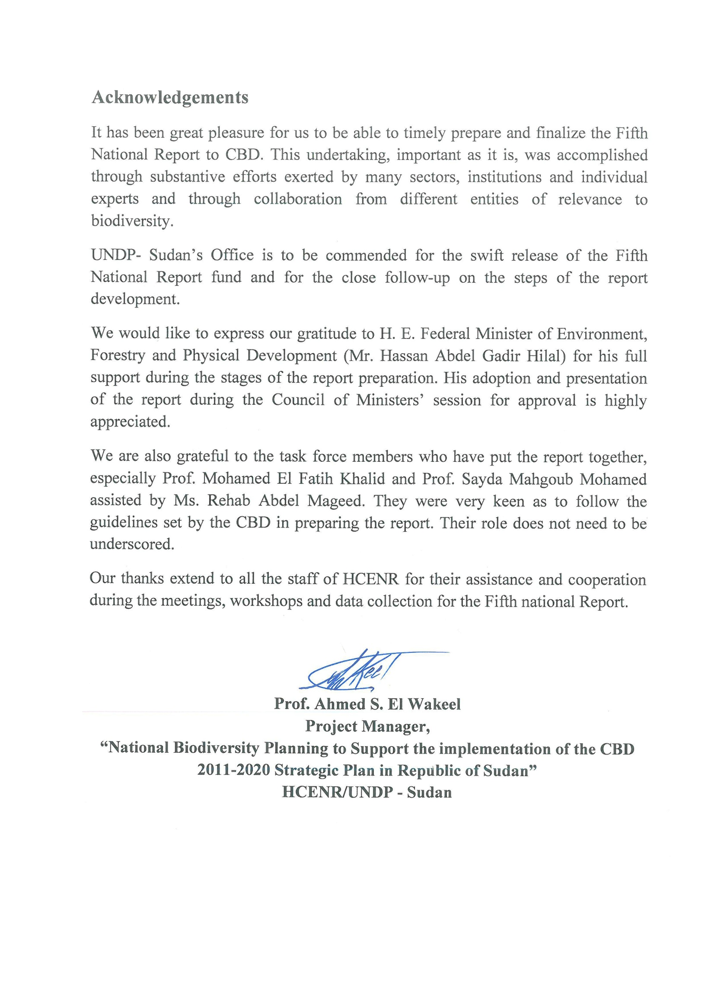 Acknowledgements
It has been great pleasure for us to be able to timely prepare and finalize the Fifth
National Report to CBD. This undertaking, important as it is, was accomplished
through substantive efforts exerted by many sectors, institutions and individual
experts and through collaboration from different entities of relevance to
biodiversity.
UNDP- Sudan’s Office is to be commended for the swift release of the Fifth
National Report fund and for the close follow-up on the steps of the report
development.
We would like to express our gratitude to H. E. Federal Minister of Environment,
Forestry and Physical Development (Mr. Hassan Abdel Gadir Hilal) for his full
support during the stages of the report preparation. His adoption and presentation
of the report during the Council of Ministers’ session for approval is highly
appreciated.
We are also grateful to the task force members who have put the report together,
especially Prof. Mohamed El Fatih Khalid and Prof. Sayda Mahgoub Mohamed
assisted by Ms. Rehab Abdel Mageed. They were very keen as to follow the
guidelines set by the CBD in preparing the report. Their role does not need to be
underscored.
Our thanks extend to all the staff of HCENR for their assistance and cooperation
during the meetings, workshops and data collection for the Fifth national Report.
Prof. Ahmed S. El Wakeel
Project Manager,
“National Biodiversity Planning to Support the implementation of the CBD
2011-2020 Strategic Plan in Republic of Sudan”
HCENR/UNDP - Sudan